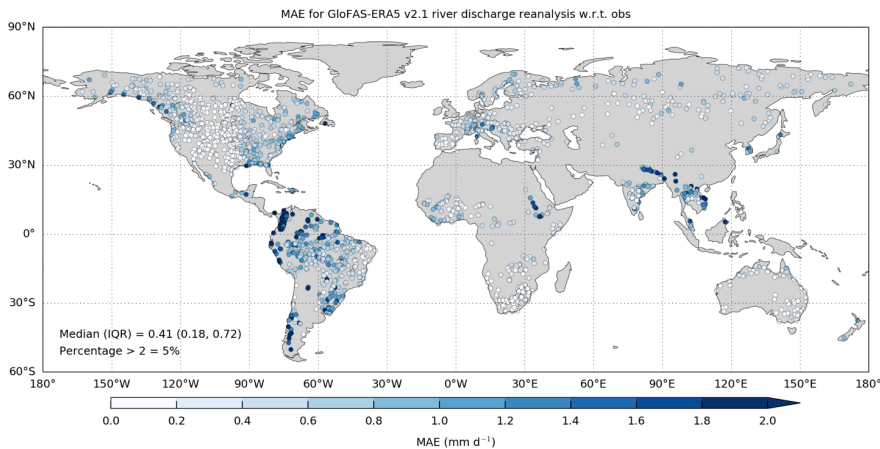 MAE for GloFAS-ERA5 v2.1 river discharge reanalysis w.r.t. obs
90°N
60°N
30°N
0°
30°S
60°S
Median (IQR) = 0.41 (0.18, 0.72)
Percentage > 2 = 5%
180° 150°W 120°W 90°W 60°W 30°W 0°W 30°E 60°E 90°E 120°E 150°E 180°
0.0 0.2 0.4 0.6 0.8 1.0 1.2 1.4 1.6 1.8 2.0
MAE (mm d⁻¹)